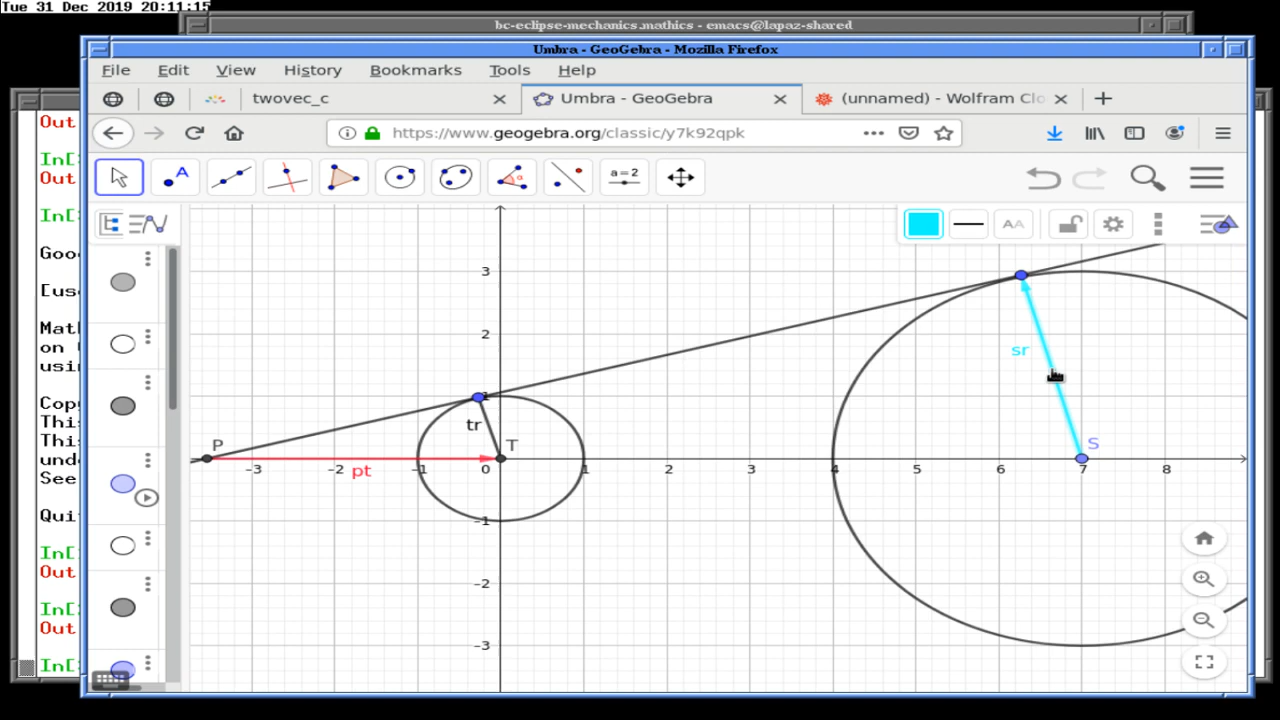 Tue 31 Dec 2019 20:11:15
bc-eclipse-mechanics.mathics - emacs@lapaz-shared
Umbra - GeoGebra - Mozilla Firefox
File Edit View History Bookmarks Tools Help
twovec_c
Umbra - GeoGebra
(unnamed) - Wolfram Clo
https://www.geogebra.org/classic/y7k92qpk
A
α
a=2
AA
Out
In[
Out
In[
Good
[use
Math
on
usin
Copy
This
This
unde
See
Quit
In[
Out
In[
Out
In[
3
2
1
-1
-2
-3
-3 -2 -1 0 1 2 3 4 5 6 7 8
sr
tr
P
T
S
pt